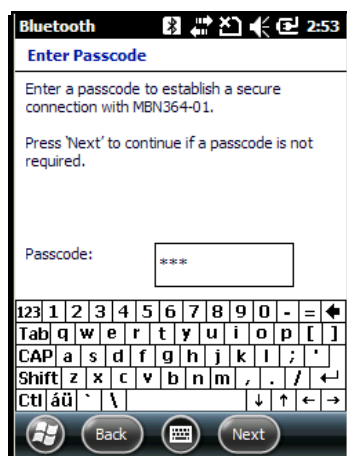 Bluetooth 2:53
Enter Passcode
Enter a passcode to establish a secure
connection with MBN364-01.
Press 'Next' to continue if a passcode is not
required.
Passcode: ***
123 1 2 3 4 5 6 7 8 9 0 - = 🡄
Tab q w e r t y u i o p [ ]
CAP a s d f g h j k l ; '
Shift z x c v b n m , . / ↵
Ctl áü ` \ ↓ ↑ ← →
Back Next